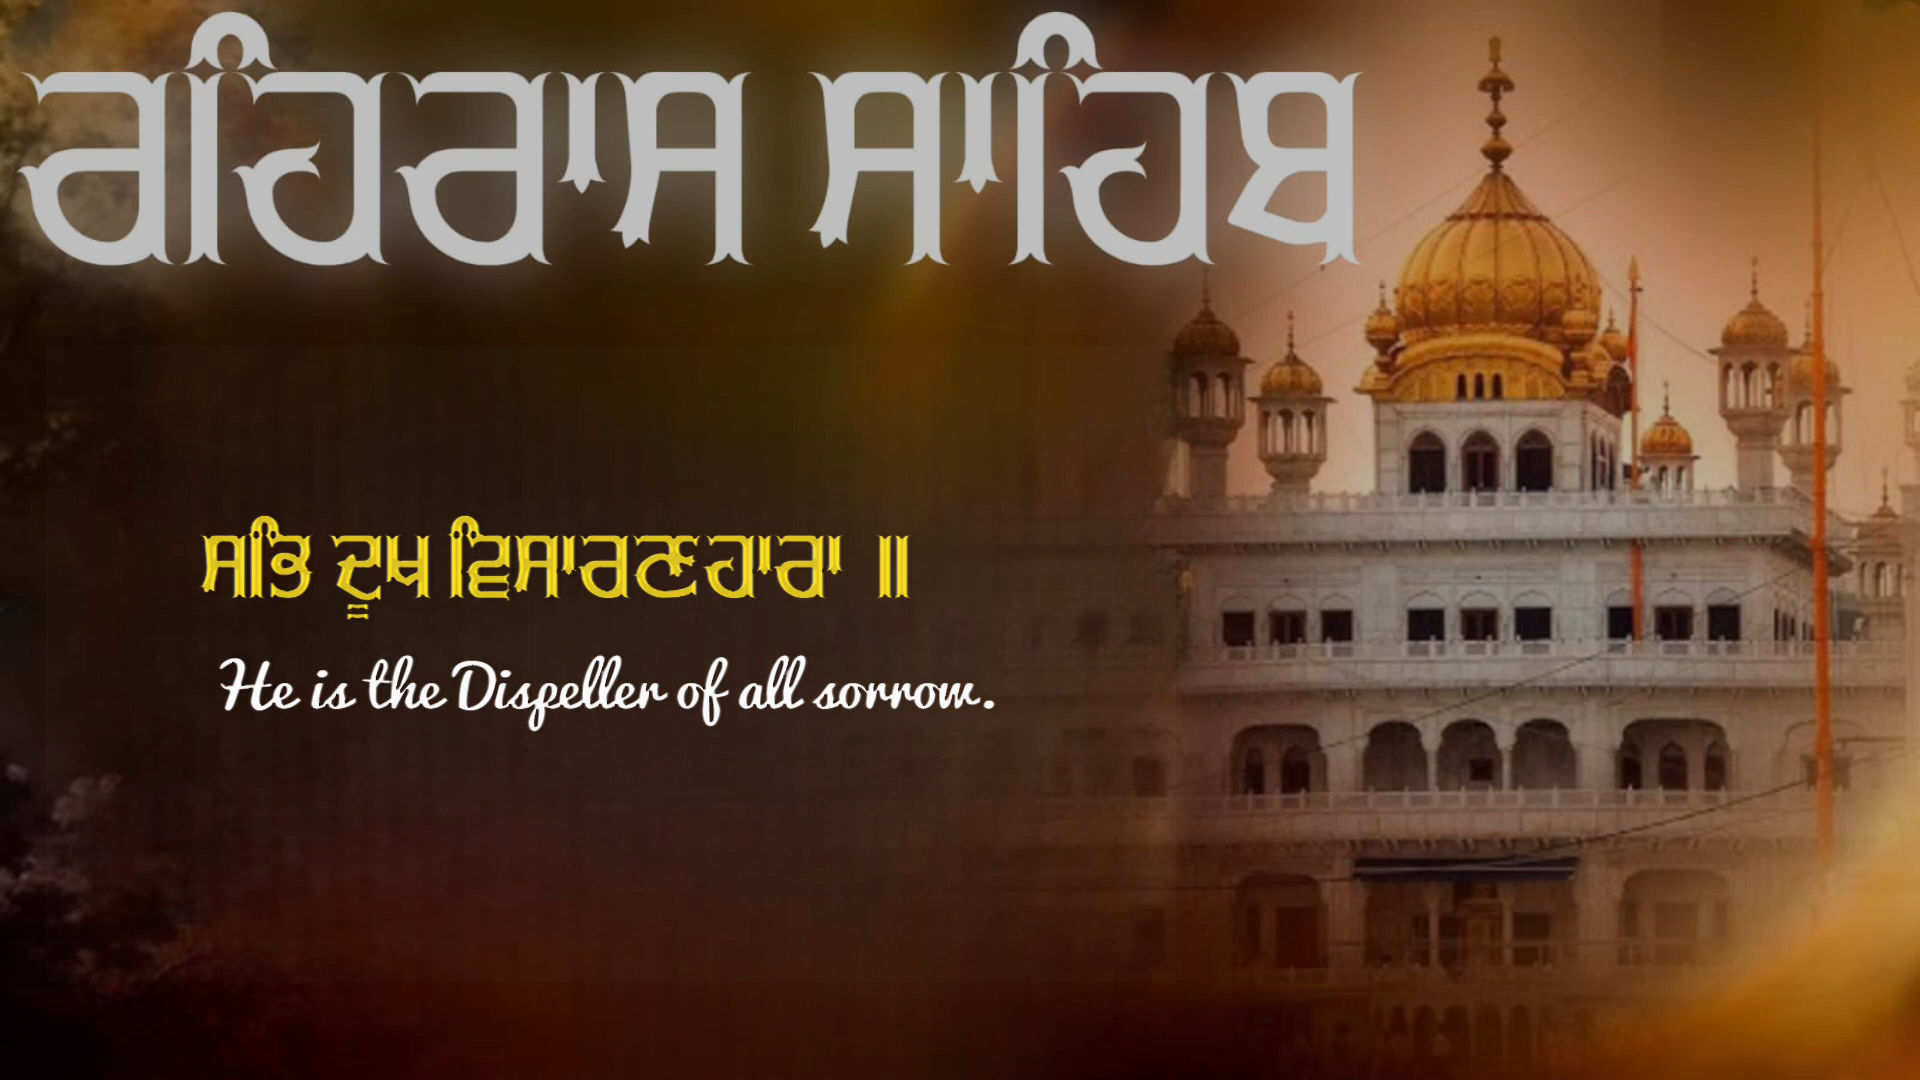 ਰਹਿਰਾਸ ਸਾਹਿਬ
ਸਭਿ ਦੂਖ ਵਿਸਾਰਣਹਾਰਾ ॥
He is the Dispeller of all sorrow.